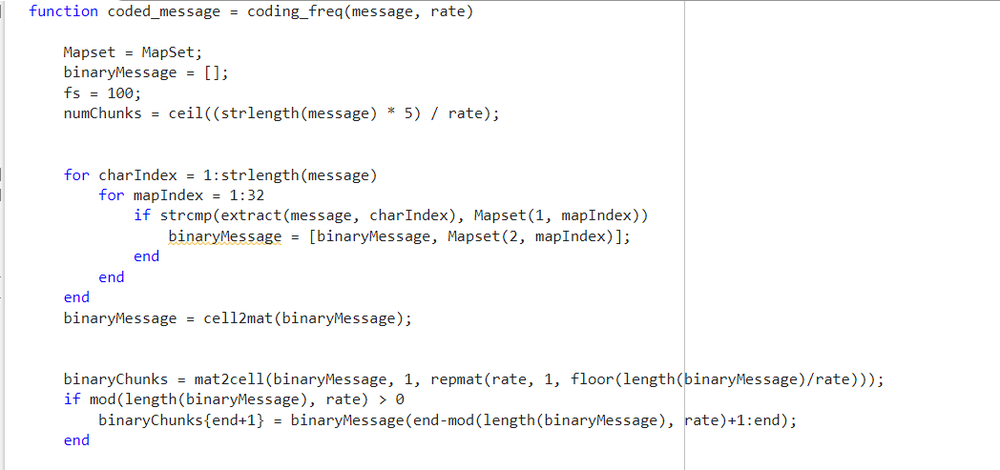 function coded_message = coding_freq(message, rate)
Mapset = MapSet;
binaryMessage = [];
fs = 100;
numChunks = ceil((strlength(message) * 5) / rate);
for charIndex = 1:strlength(message)
for mapIndex = 1:32
if strcmp(extract(message, charIndex), Mapset(1, mapIndex))
binaryMessage = [binaryMessage, Mapset(2, mapIndex)];
end
end
end
binaryMessage = cell2mat(binaryMessage);
binaryChunks = mat2cell(binaryMessage, 1, repmat(rate, 1, floor(length(binaryMessage)/rate)));
if mod(length(binaryMessage), rate) > 0
binaryChunks{end+1} = binaryMessage(end-mod(length(binaryMessage), rate)+1:end);
end